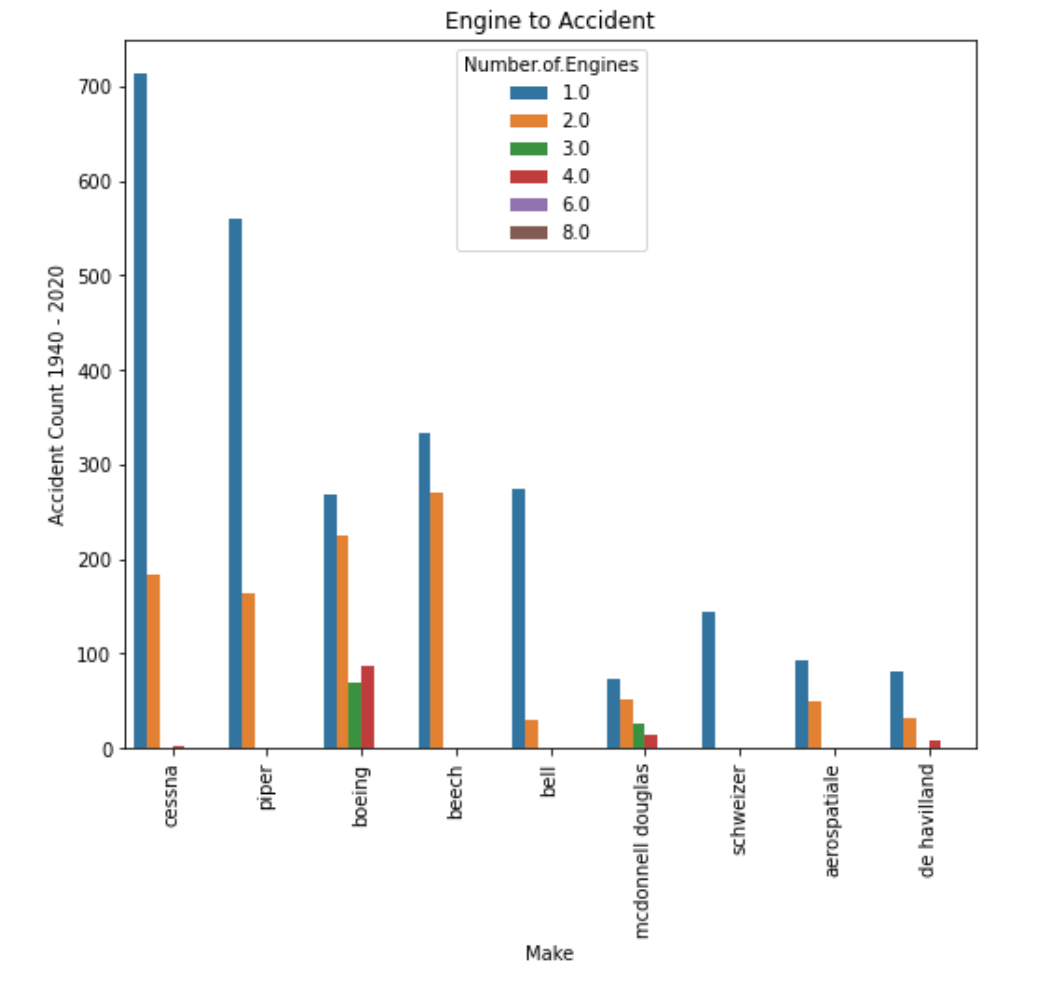 Engine to Accident
Number.of.Engines
1.0
2.0
3.0
4.0
6.0
8.0
Accident Count 1940 - 2020
700
600
500
400
300
200
100
0
cessna
piper
boeing
beech
bell
mcdonnell douglas
schweizer
aerospatiale
de havilland
Make